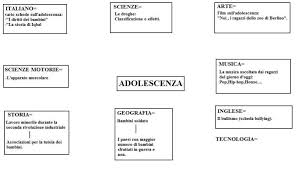 ITALIANO=
-arie schede sull'adolescenza:
"I diritti dei bambini"
"La storia di Iqbal
SCIENZE=
Le droghe:
Classificazione e effetti.
ARTE=
Film sull'adolescenza
"Noi , i ragazzi dello zoo di Berlino".
SCIENZE MOTORIE=
-L'apparato muscolare
ADOLESCENZA
MUSICA=
La musica ascoltata dai ragazzi
del giorno d'oggi:
Pop,Hip-hop,House....
STORIA=
Lavoro minorile durante la
seconda rivoluzione industriale
Associazioni per la tutela dei
bambini.
GEOGRAFIA=
Bambini soldato
I paesi con maggior
numero di bambini
sfruttati in guerra e
non.
INGLESE=
Il bullismo (scheda bullying).
TECNOLOGIA=